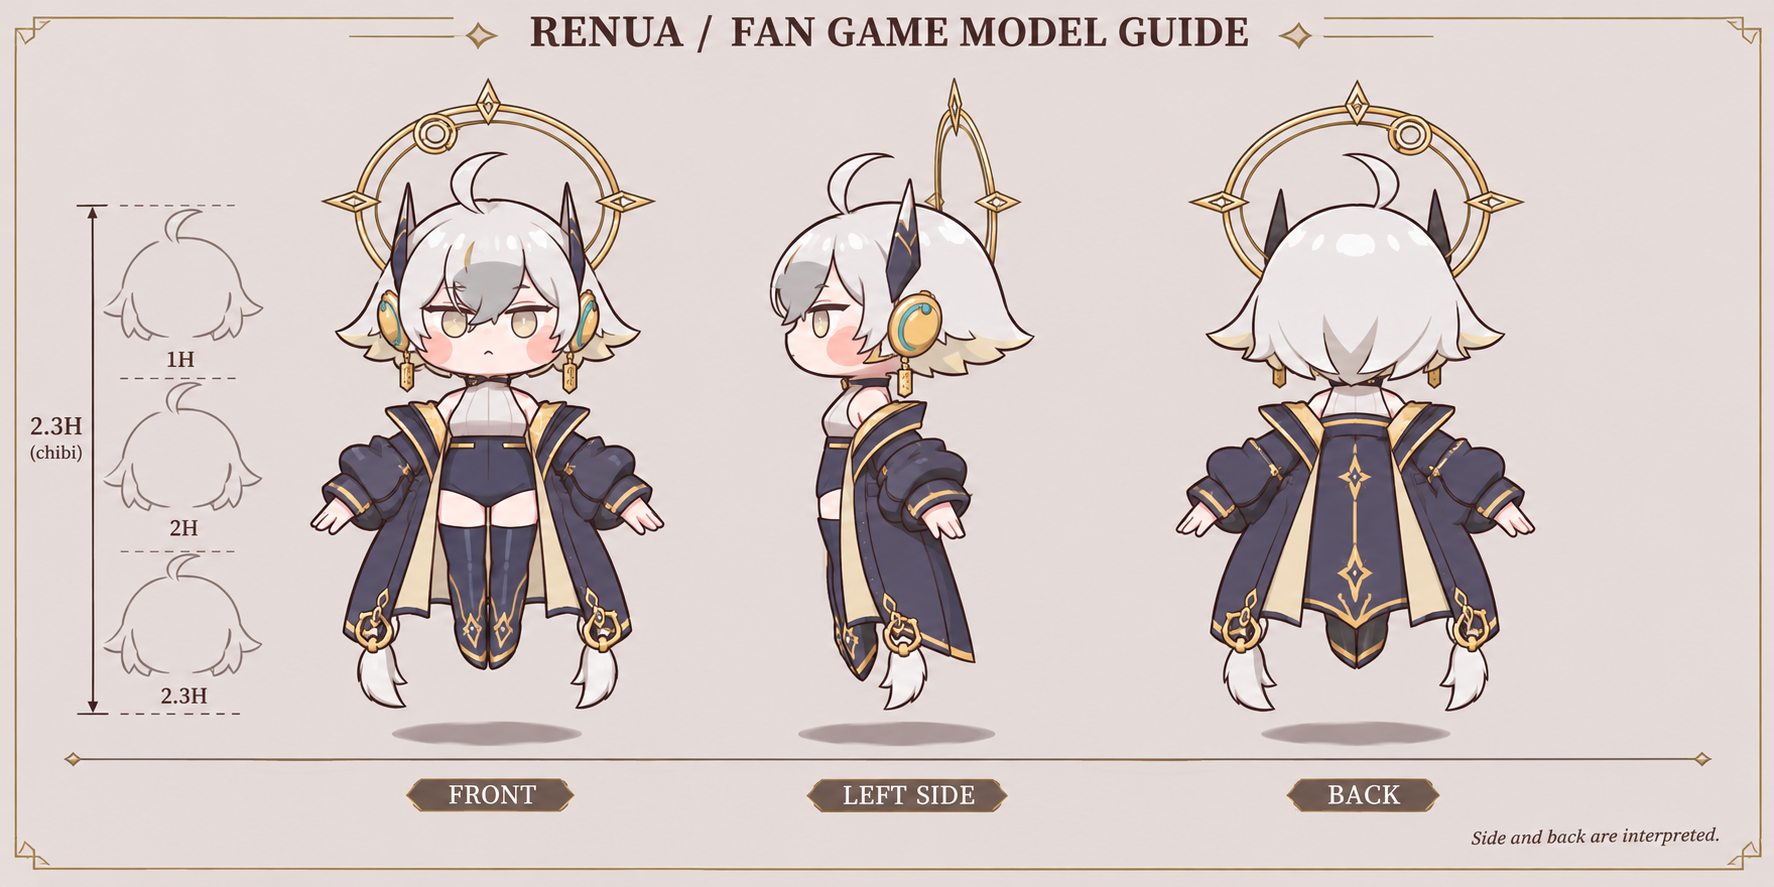 RENUA / FAN GAME MODEL GUIDE
2.3H
(chibi)
1H
2H
2.3H
FRONT
LEFT SIDE
BACK
Side and back are interpreted.